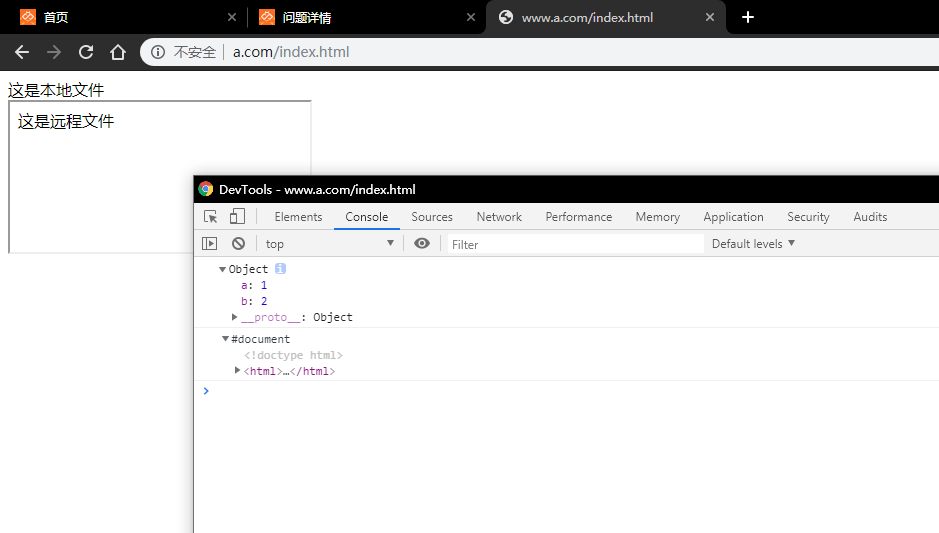 首页
问题详情
www.a.com/index.html
不安全 a.com/index.html
这是本地文件
这是远程文件
DevTools - www.a.com/index.html
Elements Console Sources Network Performance Memory Application Security Audits
top Filter Default levels
Object
a: 1
b: 2
__proto__: Object
#document
<!doctype html>
<html>…</html>